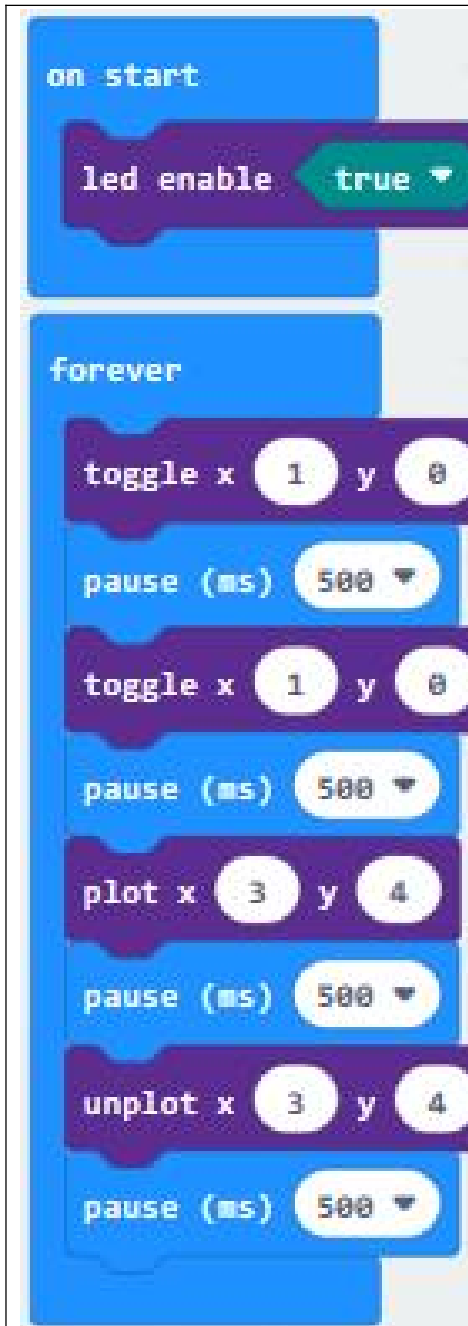 on start
led enable true
forever
toggle x 1 y 0
pause (ms) 500
toggle x 1 y 0
pause (ms) 500
plot x 3 y 4
pause (ms) 500
unplot x 3 y 4
pause (ms) 500